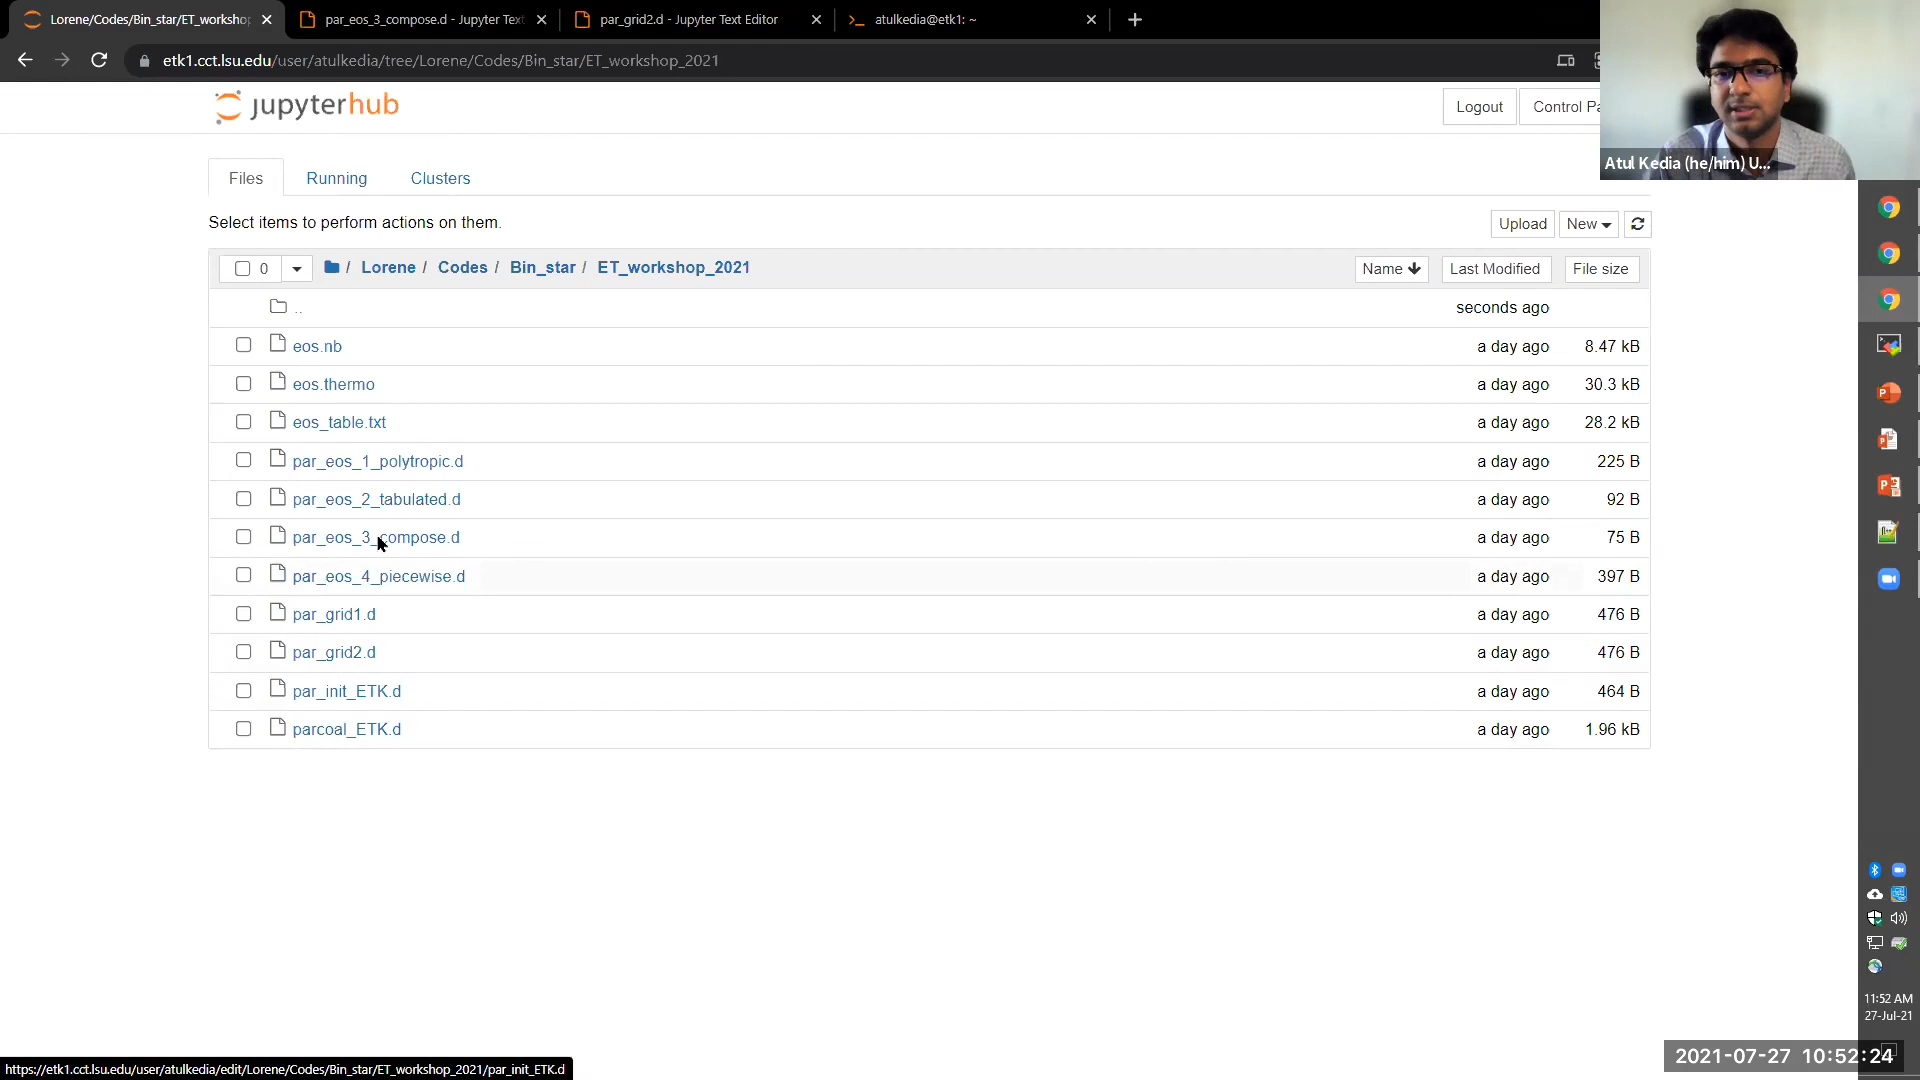 Lorene/Codes/Bin_star/ET_worksho
par_eos_3_compose.d - Jupyter Tex
par_grid2.d - Jupyter Text Editor
atulkedia@etk1: ~
etk1.cct.lsu.edu/user/atulkedia/tree/Lorene/Codes/Bin_star/ET_workshop_2021
jupyterhub
Logout
Control Pa
Atul Kedia (he/him) U...
Files
Running
Clusters
Select items to perform actions on them.
Upload
New
0
/ Lorene / Codes / Bin_star / ET_workshop_2021
Name
Last Modified
File size
..
seconds ago
eos.nb
a day ago
8.47 kB
eos.thermo
a day ago
30.3 kB
eos_table.txt
a day ago
28.2 kB
par_eos_1_polytropic.d
a day ago
225 B
par_eos_2_tabulated.d
a day ago
92 B
par_eos_3_compose.d
a day ago
75 B
par_eos_4_piecewise.d
a day ago
397 B
par_grid1.d
a day ago
476 B
par_grid2.d
a day ago
476 B
par_init_ETK.d
a day ago
464 B
parcoal_ETK.d
a day ago
1.96 kB
11:52 AM
27-Jul-21
2021-07-27 10:52:24
https://etk1.cct.lsu.edu/user/atulkedia/edit/Lorene/Codes/Bin_star/ET_workshop_2021/par_init_ETK.d